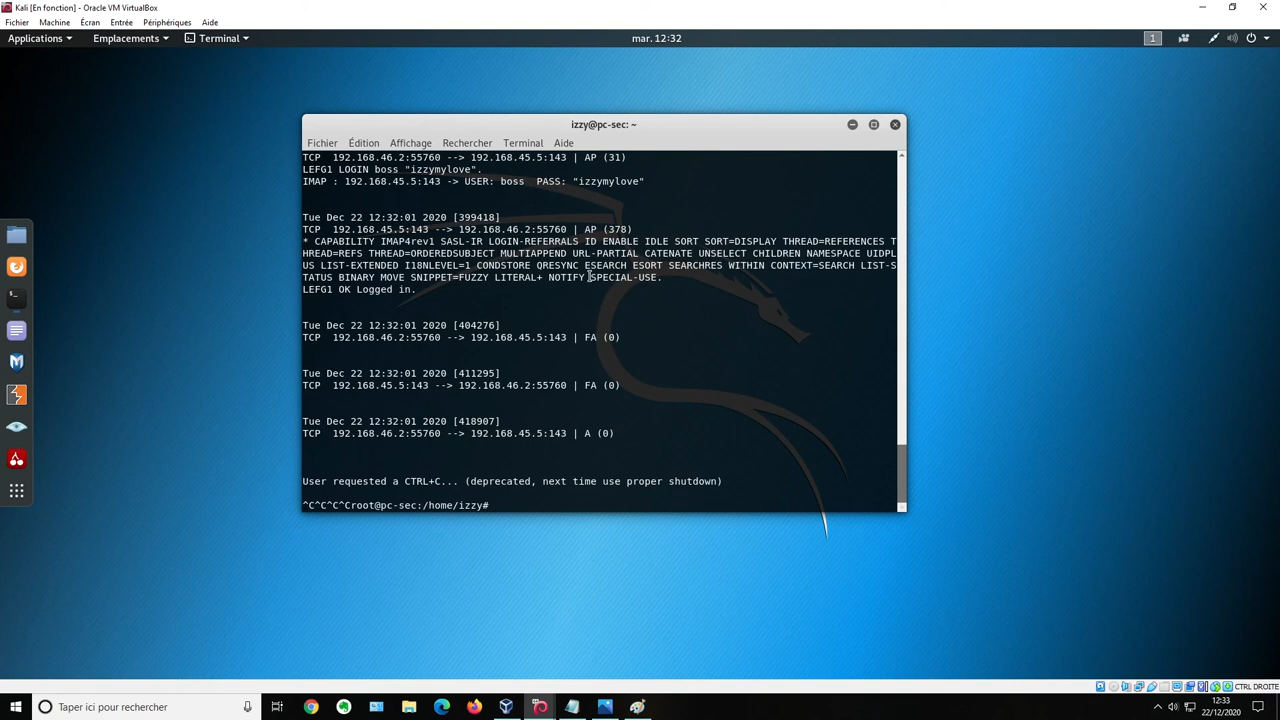 Kali [En fonction] - Oracle VM VirtualBox
Fichier Machine Écran Entrée Périphériques Aide
Applications Emplacements Terminal mar. 12:32 1
izzy@pc-sec: ~
Fichier Édition Affichage Rechercher Terminal Aide
TCP 192.168.46.2:55760 --> 192.168.45.5:143 | AP (31)
LEFG1 LOGIN boss "izzymylove".
IMAP : 192.168.45.5:143 -> USER: boss PASS: "izzymylove"
Tue Dec 22 12:32:01 2020 [399418]
TCP 192.168.45.5:143 --> 192.168.46.2:55760 | AP (378)
* CAPABILITY IMAP4rev1 SASL-IR LOGIN-REFERRALS ID ENABLE IDLE SORT SORT=DISPLAY THREAD=REFERENCES T
HREAD=REFS THREAD=ORDEREDSUBJECT MULTIAPPEND URL-PARTIAL CATENATE UNSELECT CHILDREN NAMESPACE UIDPL
US LIST-EXTENDED I18NLEVEL=1 CONDSTORE QRESYNC ESEARCH ESORT SEARCHRES WITHIN CONTEXT=SEARCH LIST-S
TATUS BINARY MOVE SNIPPET=FUZZY LITERAL+ NOTIFY SPECIAL-USE.
LEFG1 OK Logged in.
Tue Dec 22 12:32:01 2020 [404276]
TCP 192.168.46.2:55760 --> 192.168.45.5:143 | FA (0)
Tue Dec 22 12:32:01 2020 [411295]
TCP 192.168.45.5:143 --> 192.168.46.2:55760 | FA (0)
Tue Dec 22 12:32:01 2020 [418907]
TCP 192.168.46.2:55760 --> 192.168.45.5:143 | A (0)
User requested a CTRL+C... (deprecated, next time use proper shutdown)
^C^C^C^Croot@pc-sec:/home/izzy#
CTRL DROITE
Taper ici pour rechercher
12:33
22/12/2020